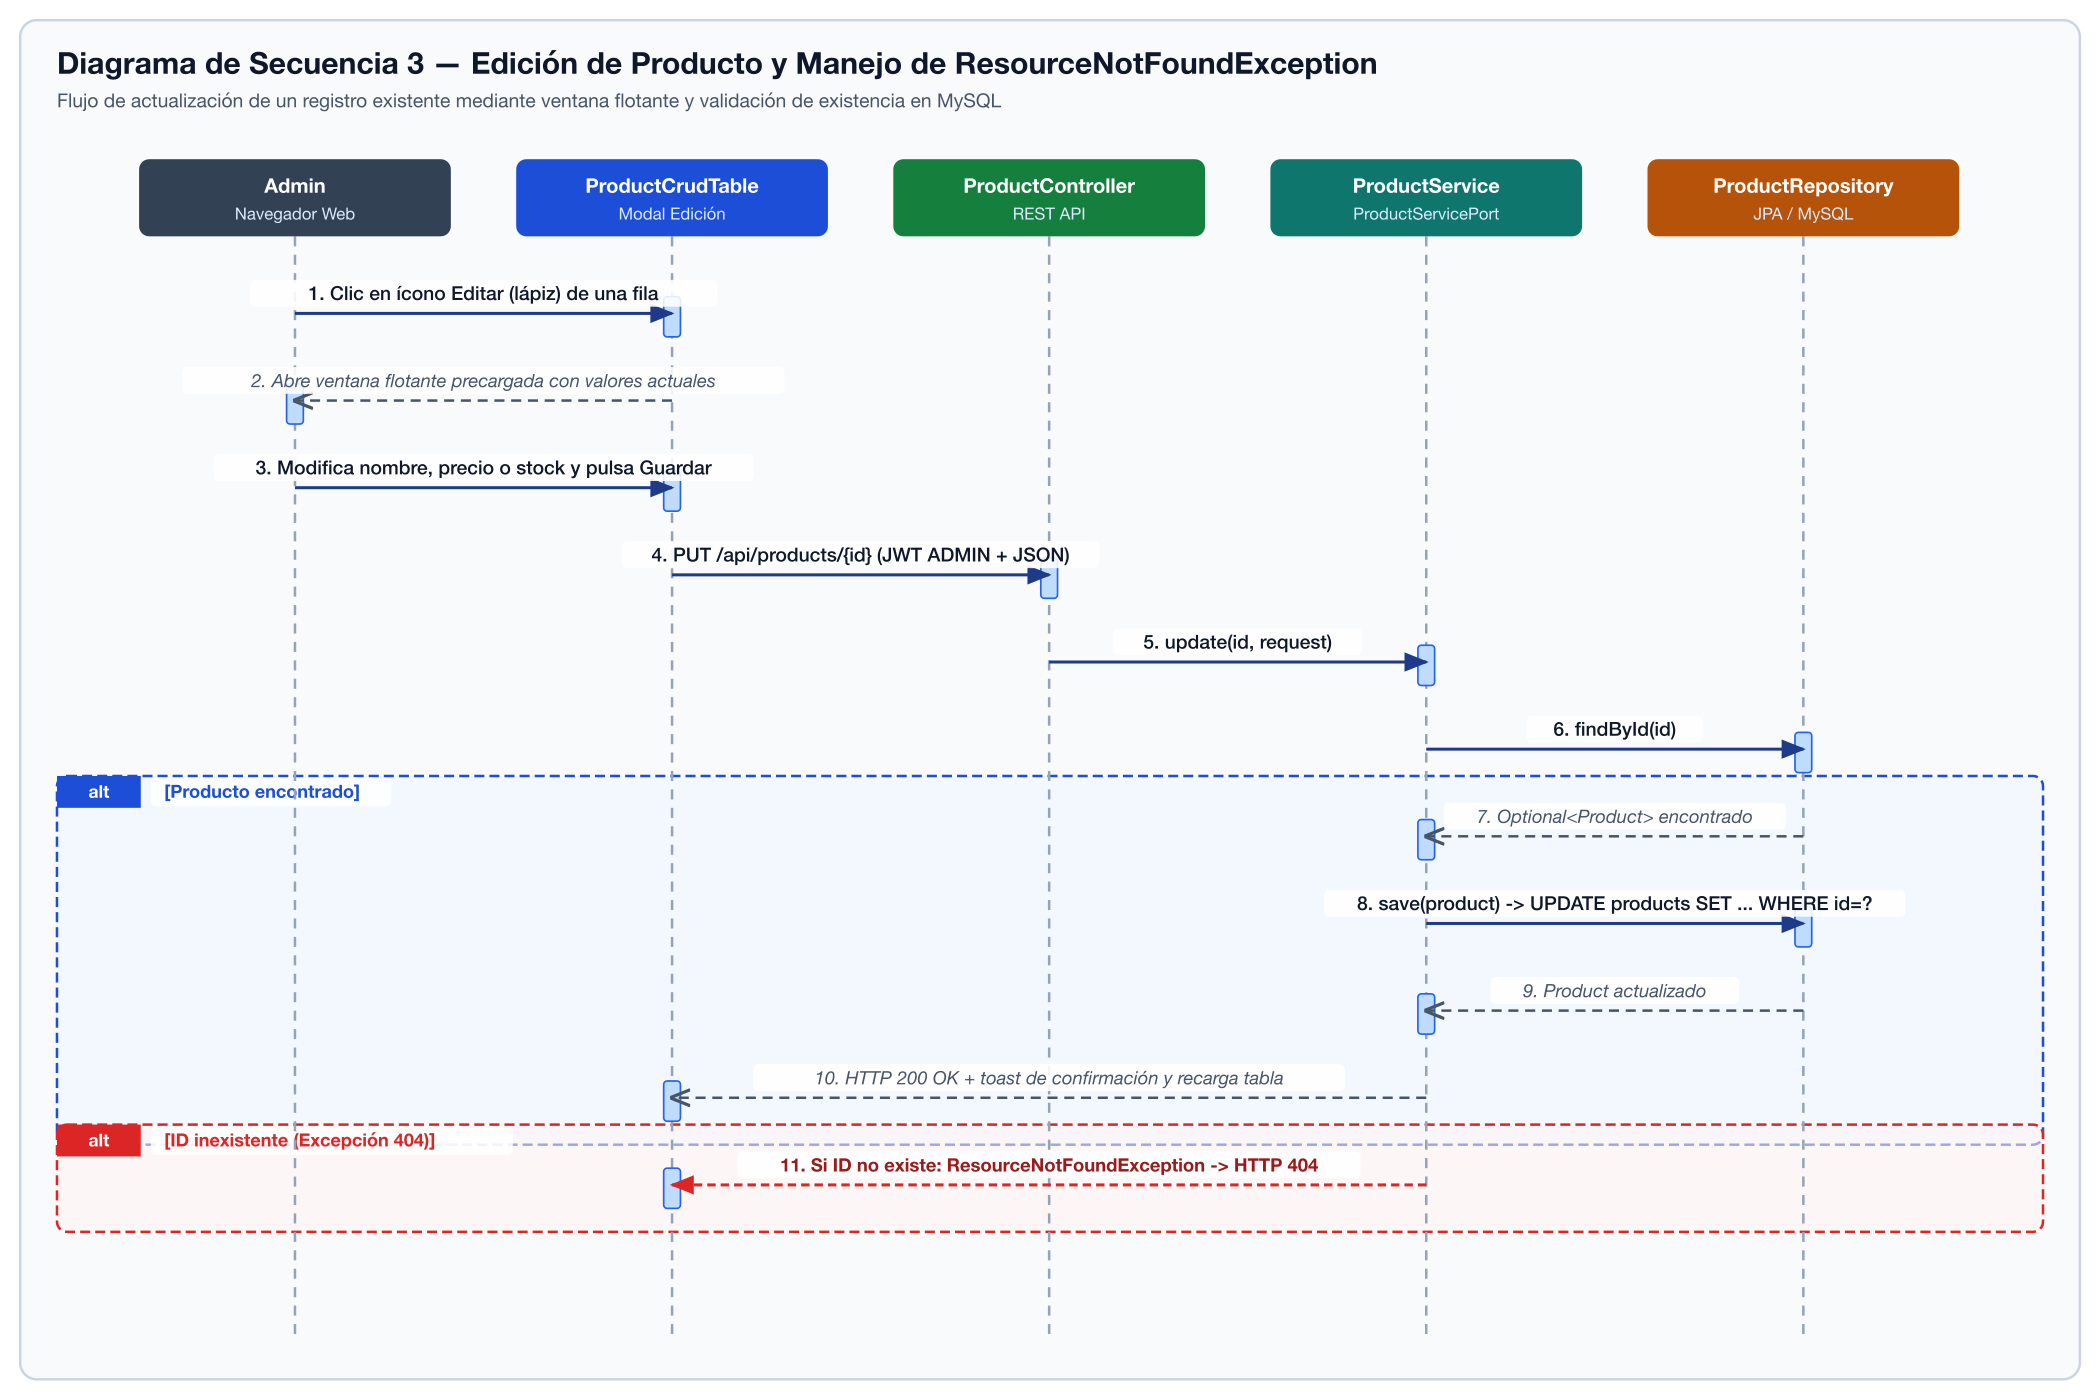 Diagrama de Secuencia 3 — Edición de Producto y Manejo de ResourceNotFoundException
Flujo de actualización de un registro existente mediante ventana flotante y validación de existencia en MySQL
Admin
Navegador Web
ProductCrudTable
Modal Edición
ProductController
REST API
ProductService
ProductServicePort
ProductRepository
JPA / MySQL
1. Clic en ícono Editar (lápiz) de una fila
2. Abre ventana flotante precargada con valores actuales
3. Modifica nombre, precio o stock y pulsa Guardar
4. PUT /api/products/{id} (JWT ADMIN + JSON)
5. update(id, request)
6. findById(id)
alt [Producto encontrado]
7. Optional<Product> encontrado
8. save(product) -> UPDATE products SET ... WHERE id=?
9. Product actualizado
10. HTTP 200 OK + toast de confirmación y recarga tabla
alt [ID inexistente (Excepción 404)]
11. Si ID no existe: ResourceNotFoundException -> HTTP 404